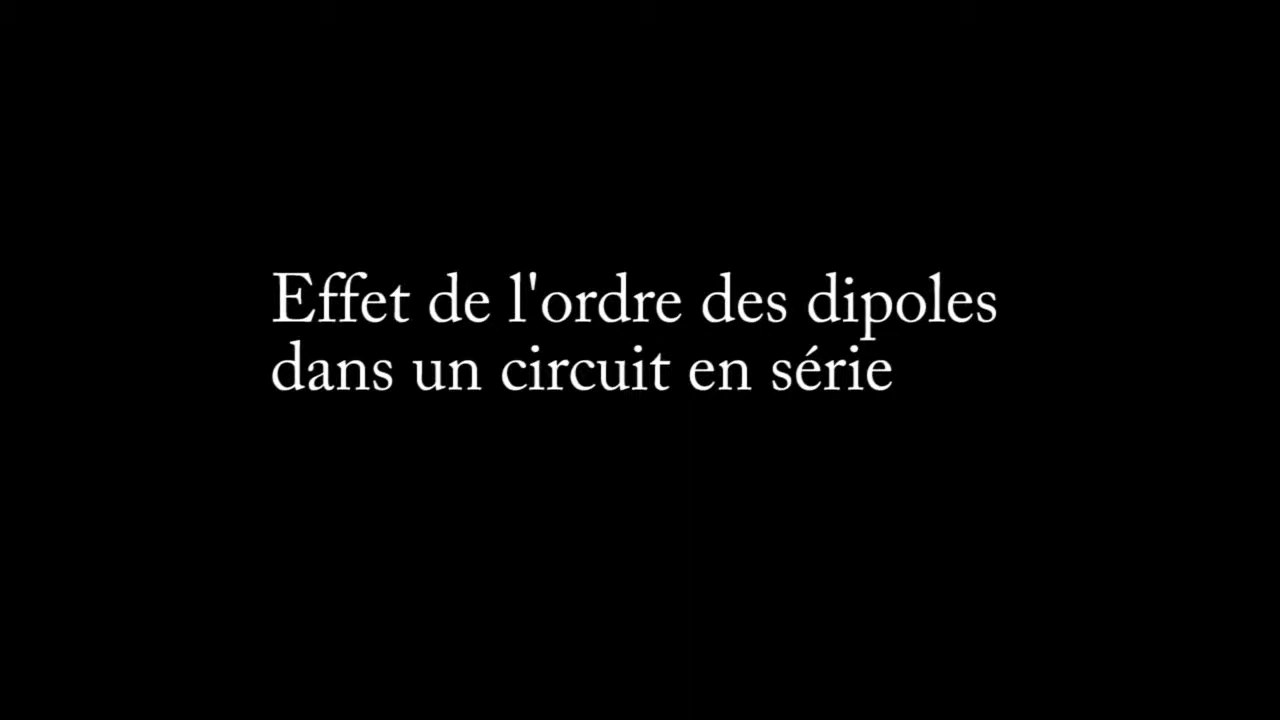 Effet de l'ordre des dipoles
dans un circuit en série